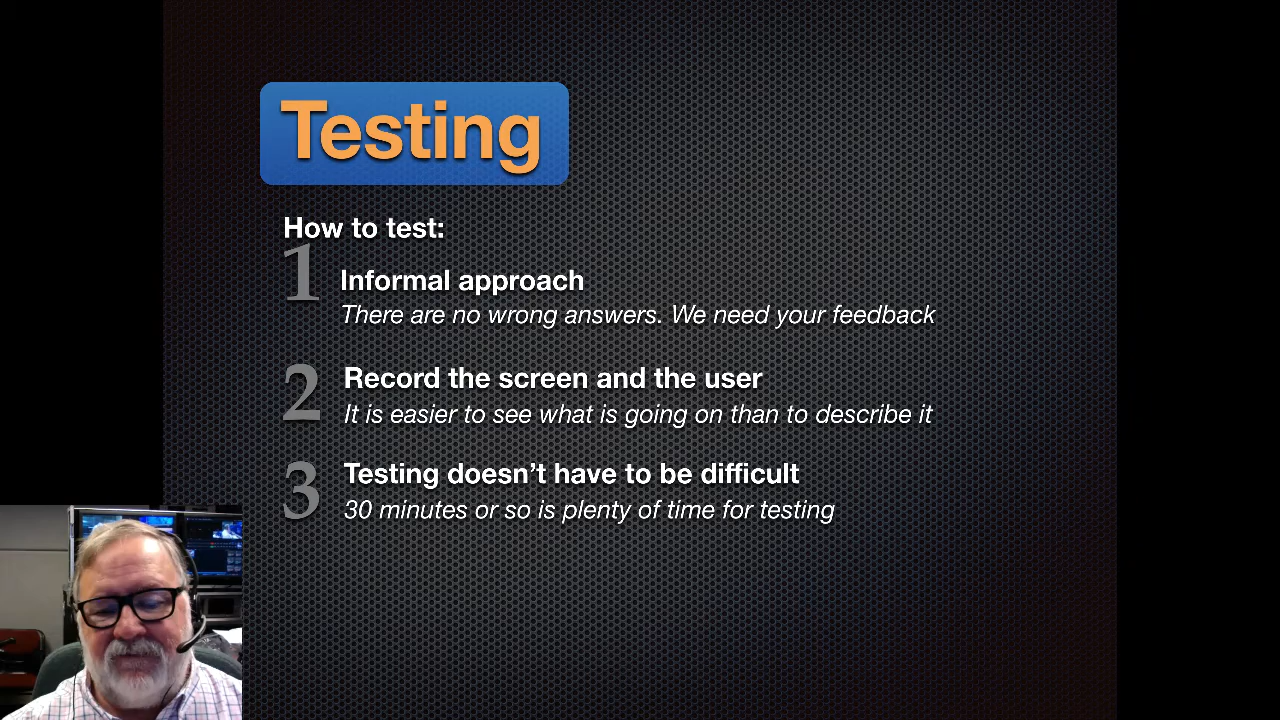 Testing
How to test:
1
Informal approach
There are no wrong answers. We need your feedback
2
Record the screen and the user
It is easier to see what is going on than to describe it
3
Testing doesn’t have to be difficult
30 minutes or so is plenty of time for testing